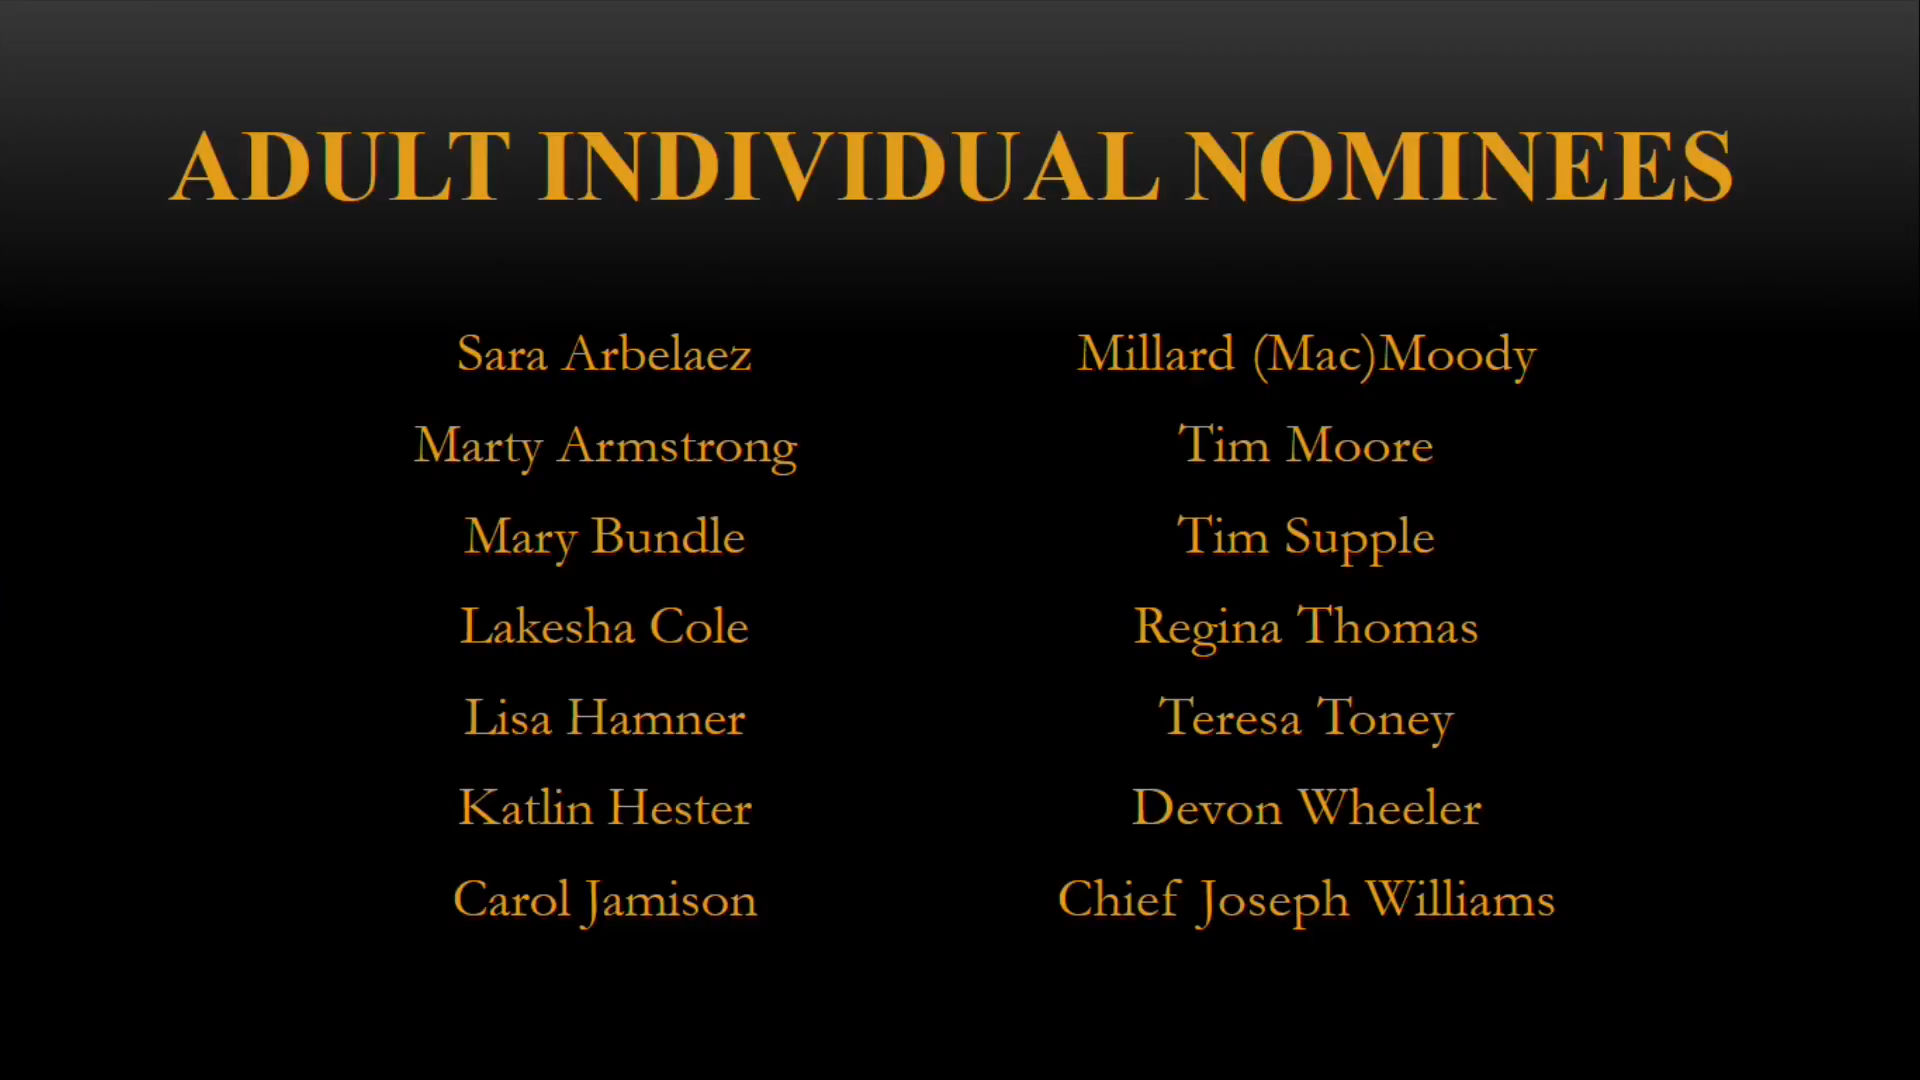 ADULT INDIVIDUAL NOMINEES
Sara Arbelaez
Marty Armstrong
Mary Bundle
Lakesha Cole
Lisa Hamner
Katlin Hester
Carol Jamison
Millard (Mac)Moody
Tim Moore
Tim Supple
Regina Thomas
Teresa Toney
Devon Wheeler
Chief Joseph Williams